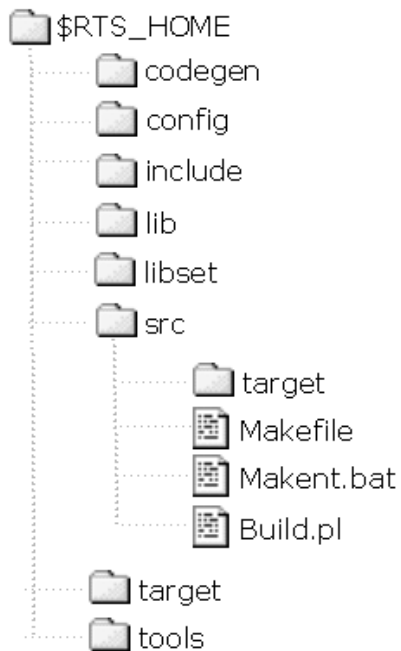 $RTS_HOME
codegen
config
include
lib
libset
src
target
Makefile
Makent.bat
Build.pl
target
tools